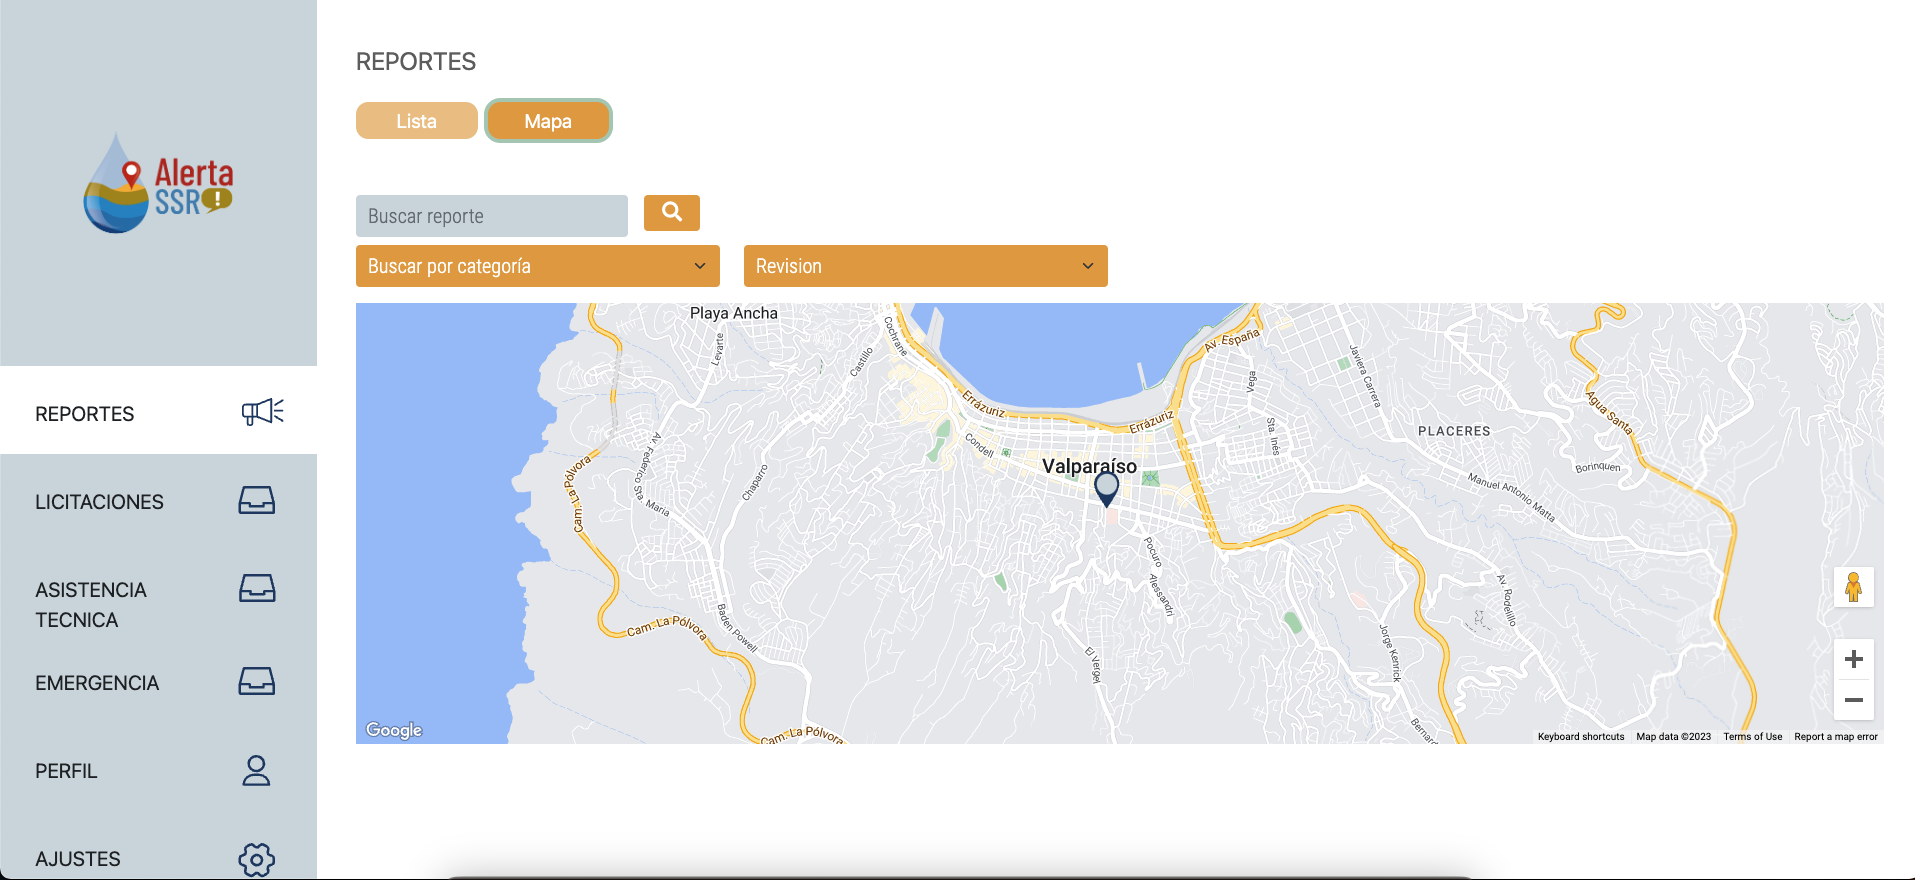 Alerta
SSR!
REPORTES
LICITACIONES
ASISTENCIA
TECNICA
EMERGENCIA
PERFIL
AJUSTES
REPORTES
Lista
Mapa
Buscar reporte
Buscar por categoría
Revision
Playa Ancha
Levarte
Castillo
Cochrane
Errázuriz
Errázuriz
Av. España
Vega
Javiera Carrera
Agua Santa
PLACERES
Sta. Inés
Condell
Valparaíso
Borinquen
Manuel Antonio Matta
Cam. La Pólvora
Av. Federico
Sta. Maria
Chaparro
Pocuro
Alessandri
Av. Rodelillo
Baden Powell
Cam. La Pólvora
El Vergel
Jorge Kenrick
Bernard
Cam. La Pólvora
Google
Keyboard shortcuts
Map data ©2023
Terms of Use
Report a map error